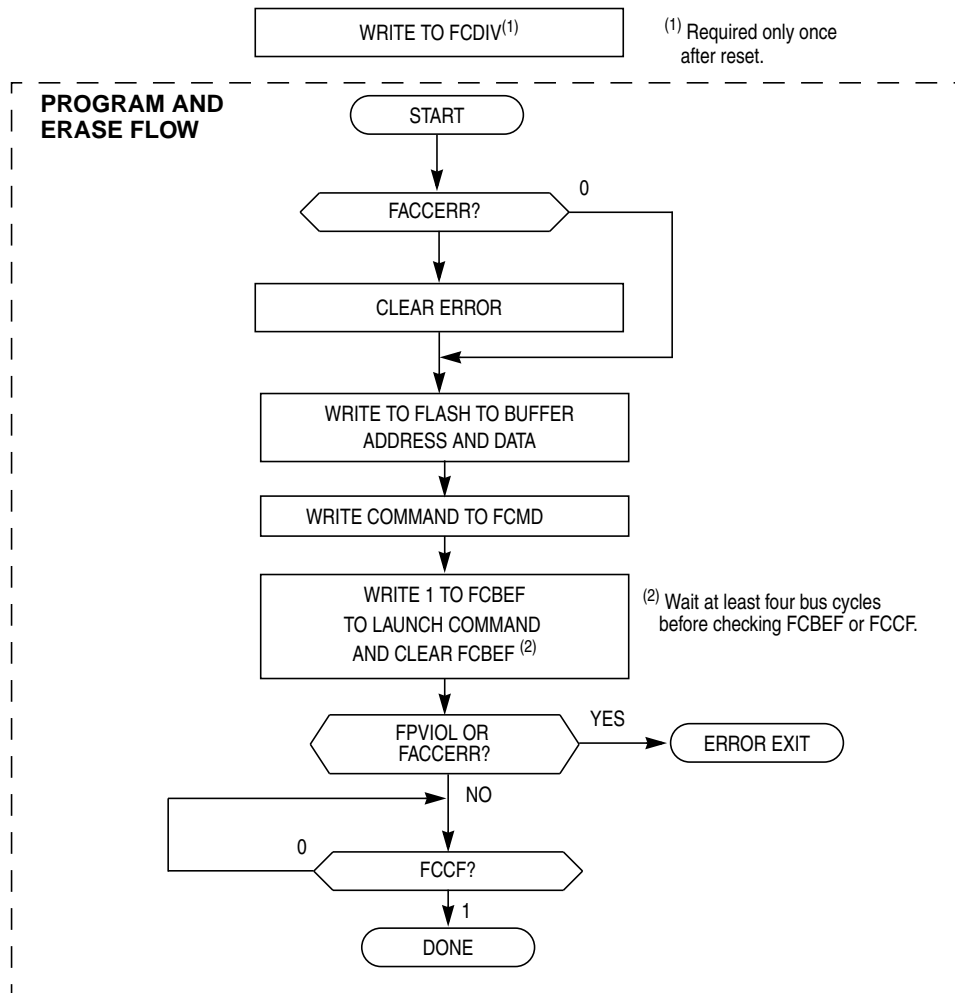 WRITE TO FCDIV(1)
(1) Required only once
after reset.
PROGRAM AND
ERASE FLOW
START
0
FACCERR?
CLEAR ERROR
WRITE TO FLASH TO BUFFER
ADDRESS AND DATA
WRITE COMMAND TO FCMD
WRITE 1 TO FCBEF
TO LAUNCH COMMAND
AND CLEAR FCBEF (2)
(2) Wait at least four bus cycles
before checking FCBEF or FCCF.
FPVIOL OR
FACCERR?
YES
ERROR EXIT
NO
0
FCCF?
1
DONE